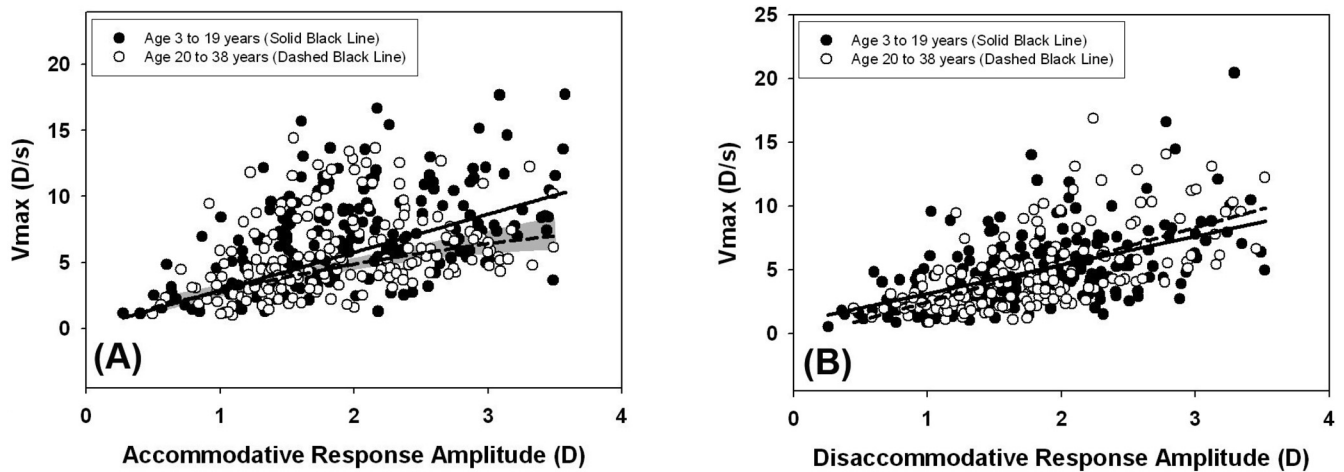 Age 3 to 19 years (Solid Black Line)
Age 20 to 38 years (Dashed Black Line)
20
15
10
5
0
Vmax (D/s)
(A)
0 1 2 3 4
Accommodative Response Amplitude (D)
25
Age 3 to 19 years (Solid Black Line)
Age 20 to 38 years (Dashed Black Line)
20
15
10
5
0
Vmax (D/s)
(B)
0 1 2 3 4
Disaccommodative Response Amplitude (D)